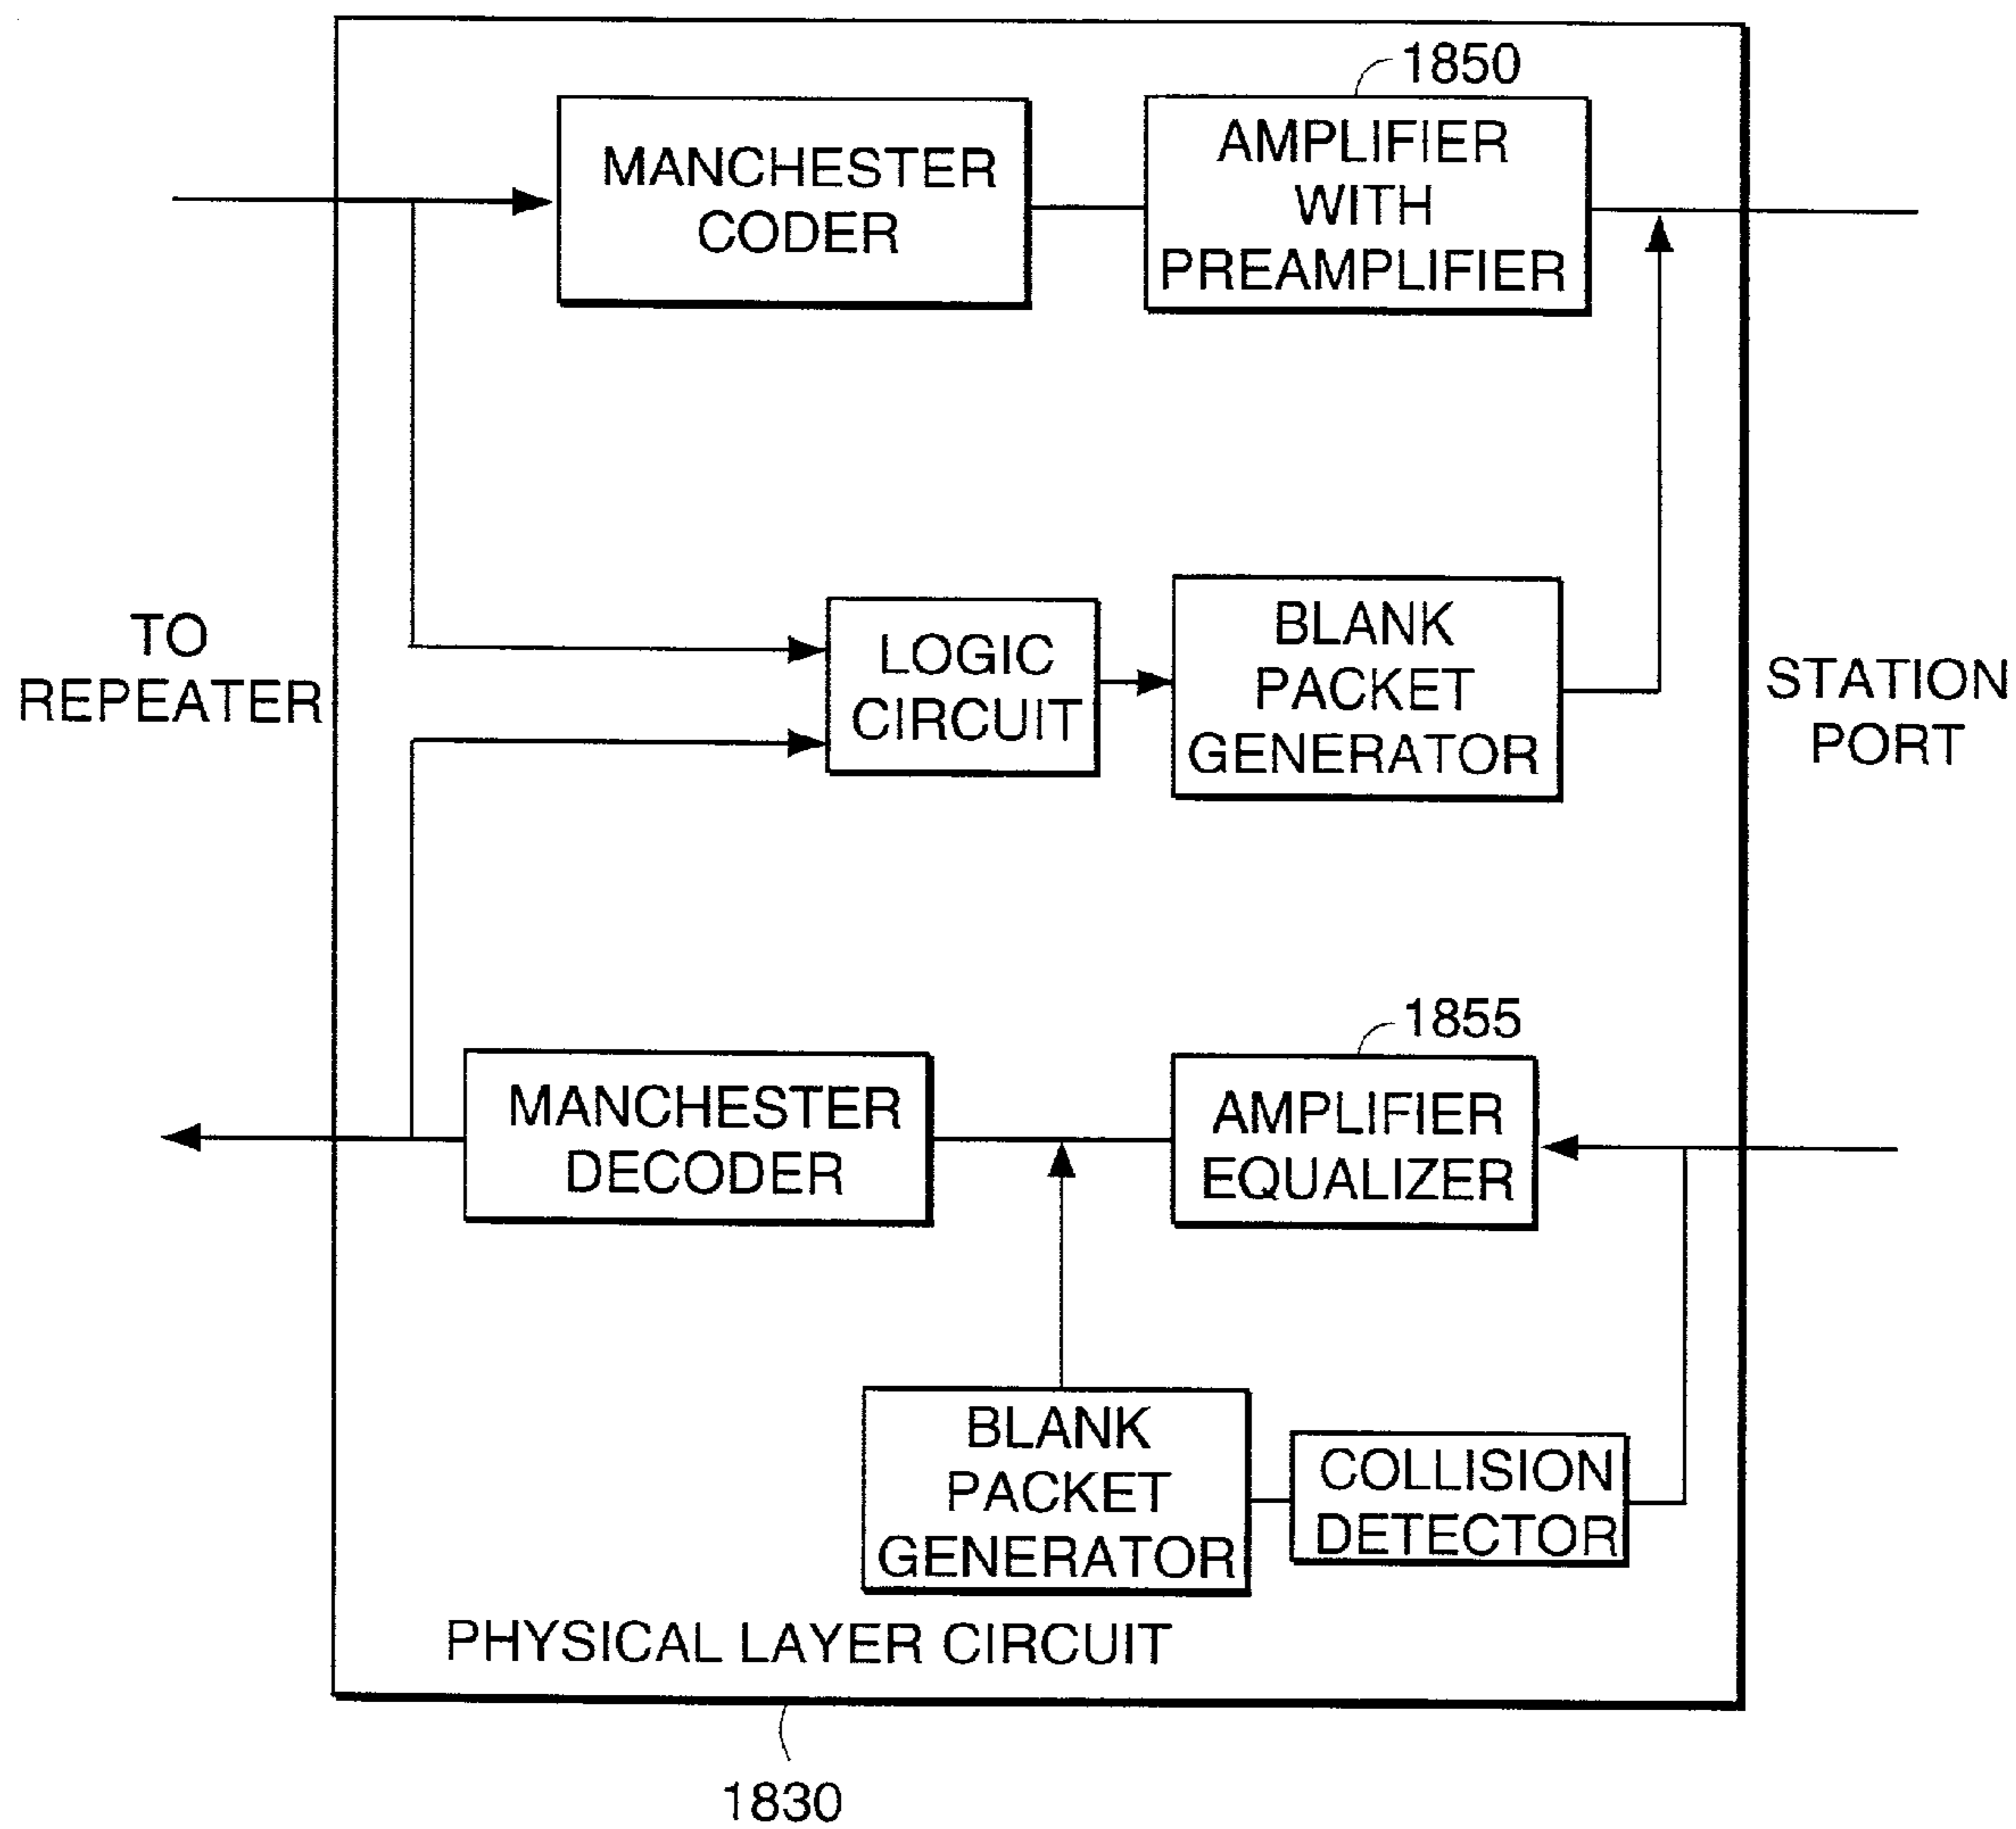 1850
MANCHESTER
CODER
AMPLIFIER
WITH
PREAMPLIFIER
TO
REPEATER
LOGIC
CIRCUIT
BLANK
PACKET
GENERATOR
STATION
PORT
1855
MANCHESTER
DECODER
AMPLIFIER
EQUALIZER
BLANK
PACKET
GENERATOR
COLLISION
DETECTOR
PHYSICAL LAYER CIRCUIT
1830